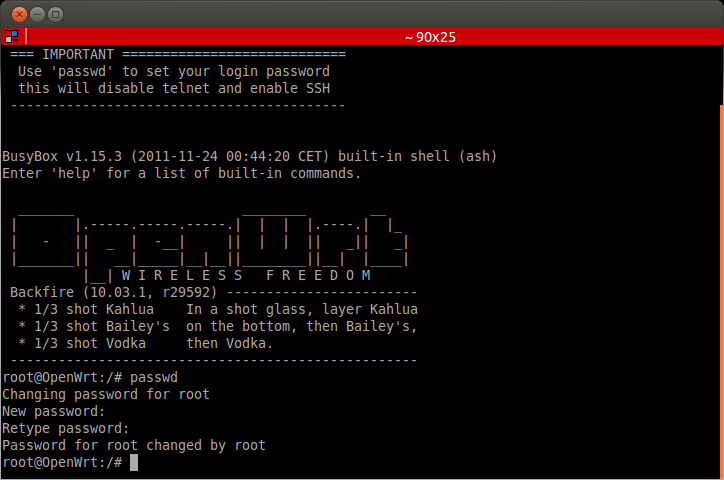 ~ 90x25
=== IMPORTANT ============================
Use 'passwd' to set your login password
this will disable telnet and enable SSH
------------------------------------------
BusyBox v1.15.3 (2011-11-24 00:44:20 CET) built-in shell (ash)
Enter 'help' for a list of built-in commands.
OpenWrt
W I R E L E S S   F R E E D O M
Backfire (10.03.1, r29592) ------------------------
* 1/3 shot Kahlua    In a shot glass, layer Kahlua
* 1/3 shot Bailey's  on the bottom, then Bailey's,
* 1/3 shot Vodka     then Vodka.
---------------------------------------------------
root@OpenWrt:/# passwd
Changing password for root
New password:
Retype password:
Password for root changed by root
root@OpenWrt:/#